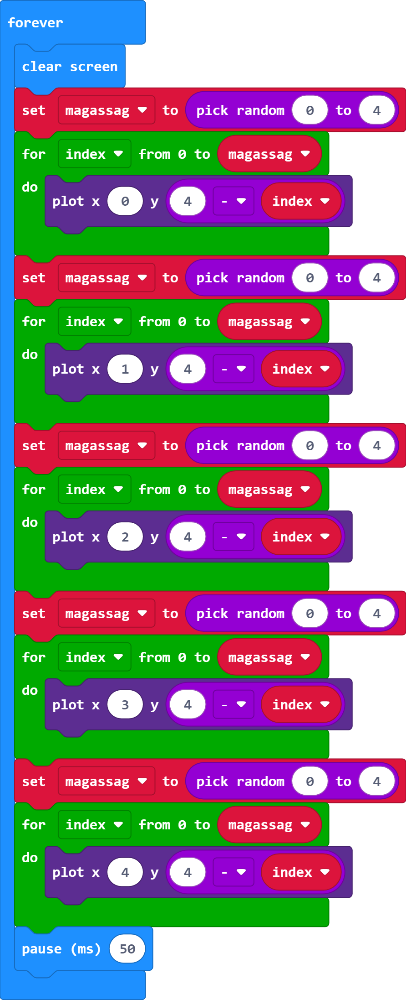 forever
clear screen
set magassag to pick random 0 to 4
for index from 0 to magassag
do
plot x 0 y 4 - index
set magassag to pick random 0 to 4
for index from 0 to magassag
do
plot x 1 y 4 - index
set magassag to pick random 0 to 4
for index from 0 to magassag
do
plot x 2 y 4 - index
set magassag to pick random 0 to 4
for index from 0 to magassag
do
plot x 3 y 4 - index
set magassag to pick random 0 to 4
for index from 0 to magassag
do
plot x 4 y 4 - index
pause (ms) 50